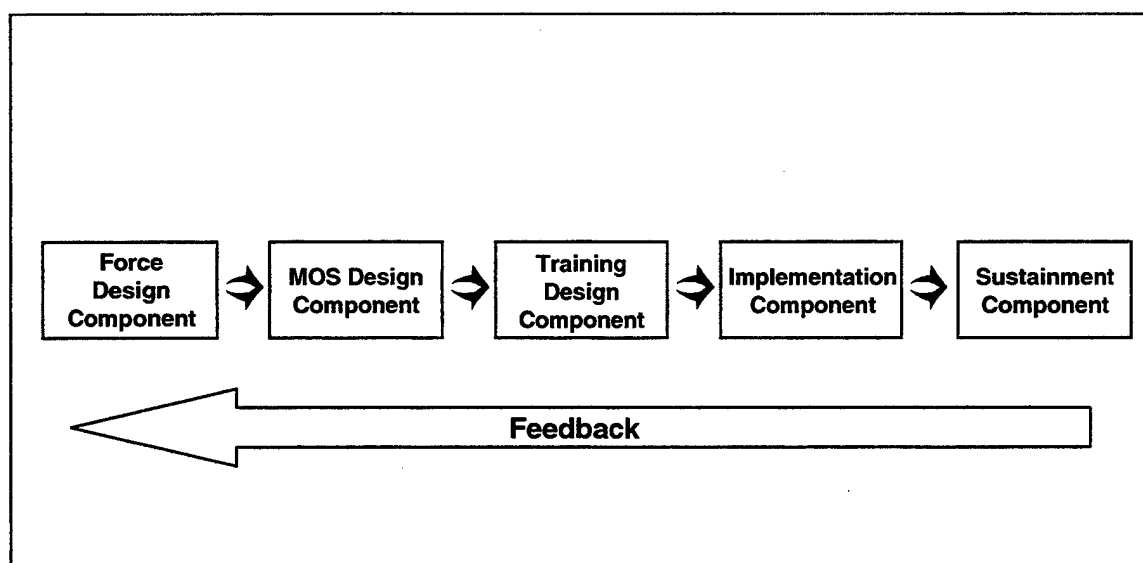 Force
Design
Component
MOS Design
Component
Training
Design
Component
Implementation
Component
Sustainment
Component
Feedback